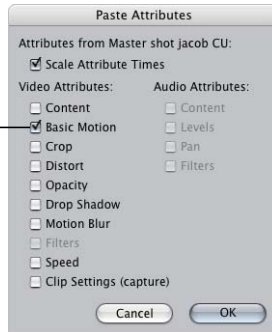 Paste Attributes
Attributes from Master shot jacob CU:
Scale Attribute Times
Video Attributes: Audio Attributes:
Content Content
Basic Motion Levels
Crop Pan
Distort Filters
Opacity
Drop Shadow
Motion Blur
Filters
Speed
Clip Settings (capture)
Cancel OK